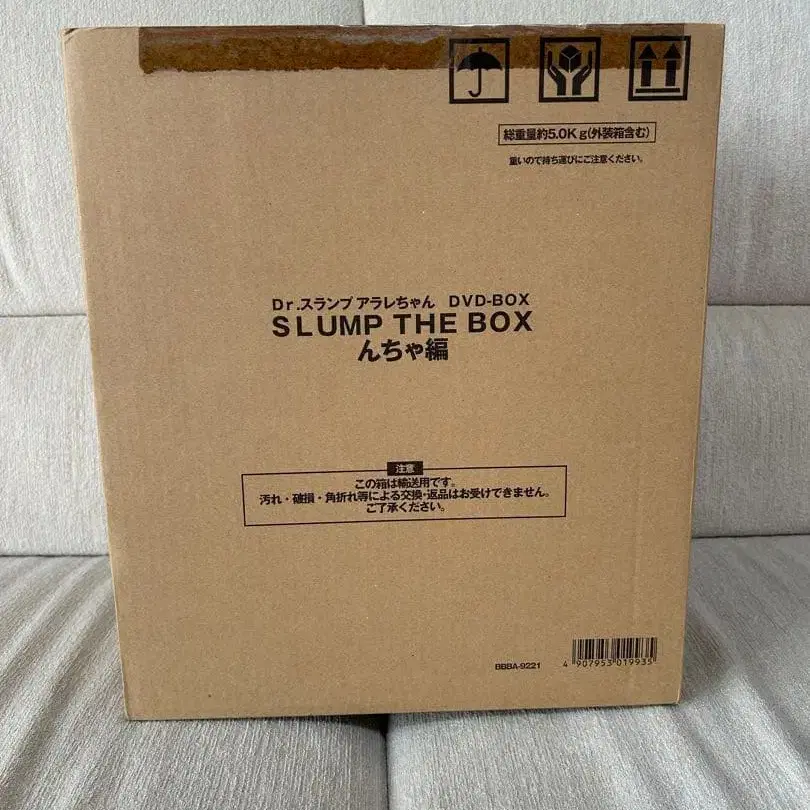 総重量約5.0Kg(外装箱含む)
重いので持ち運びにご注意ください。
Dr.スランプ アラレちゃん DVD-BOX
SLUMP THE BOX
んちゃ編
注意
この箱は輸送用です。
汚れ・破損・角折れ等による交換・返品はお受けできません。
ご了承ください。
BBBA-9221
4 907953 019935